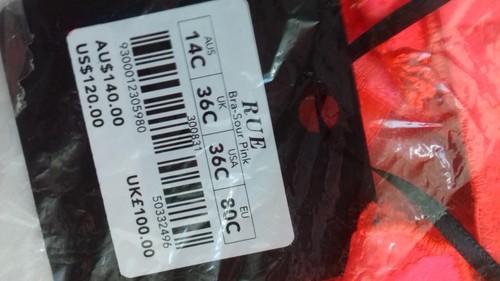 RUE
Bra-Sour Pink
AUS UK USA EU
14C 36C 36C 80C
300831
50332496
9300012305980
AU$140.00 UK£100.00
US$120.00